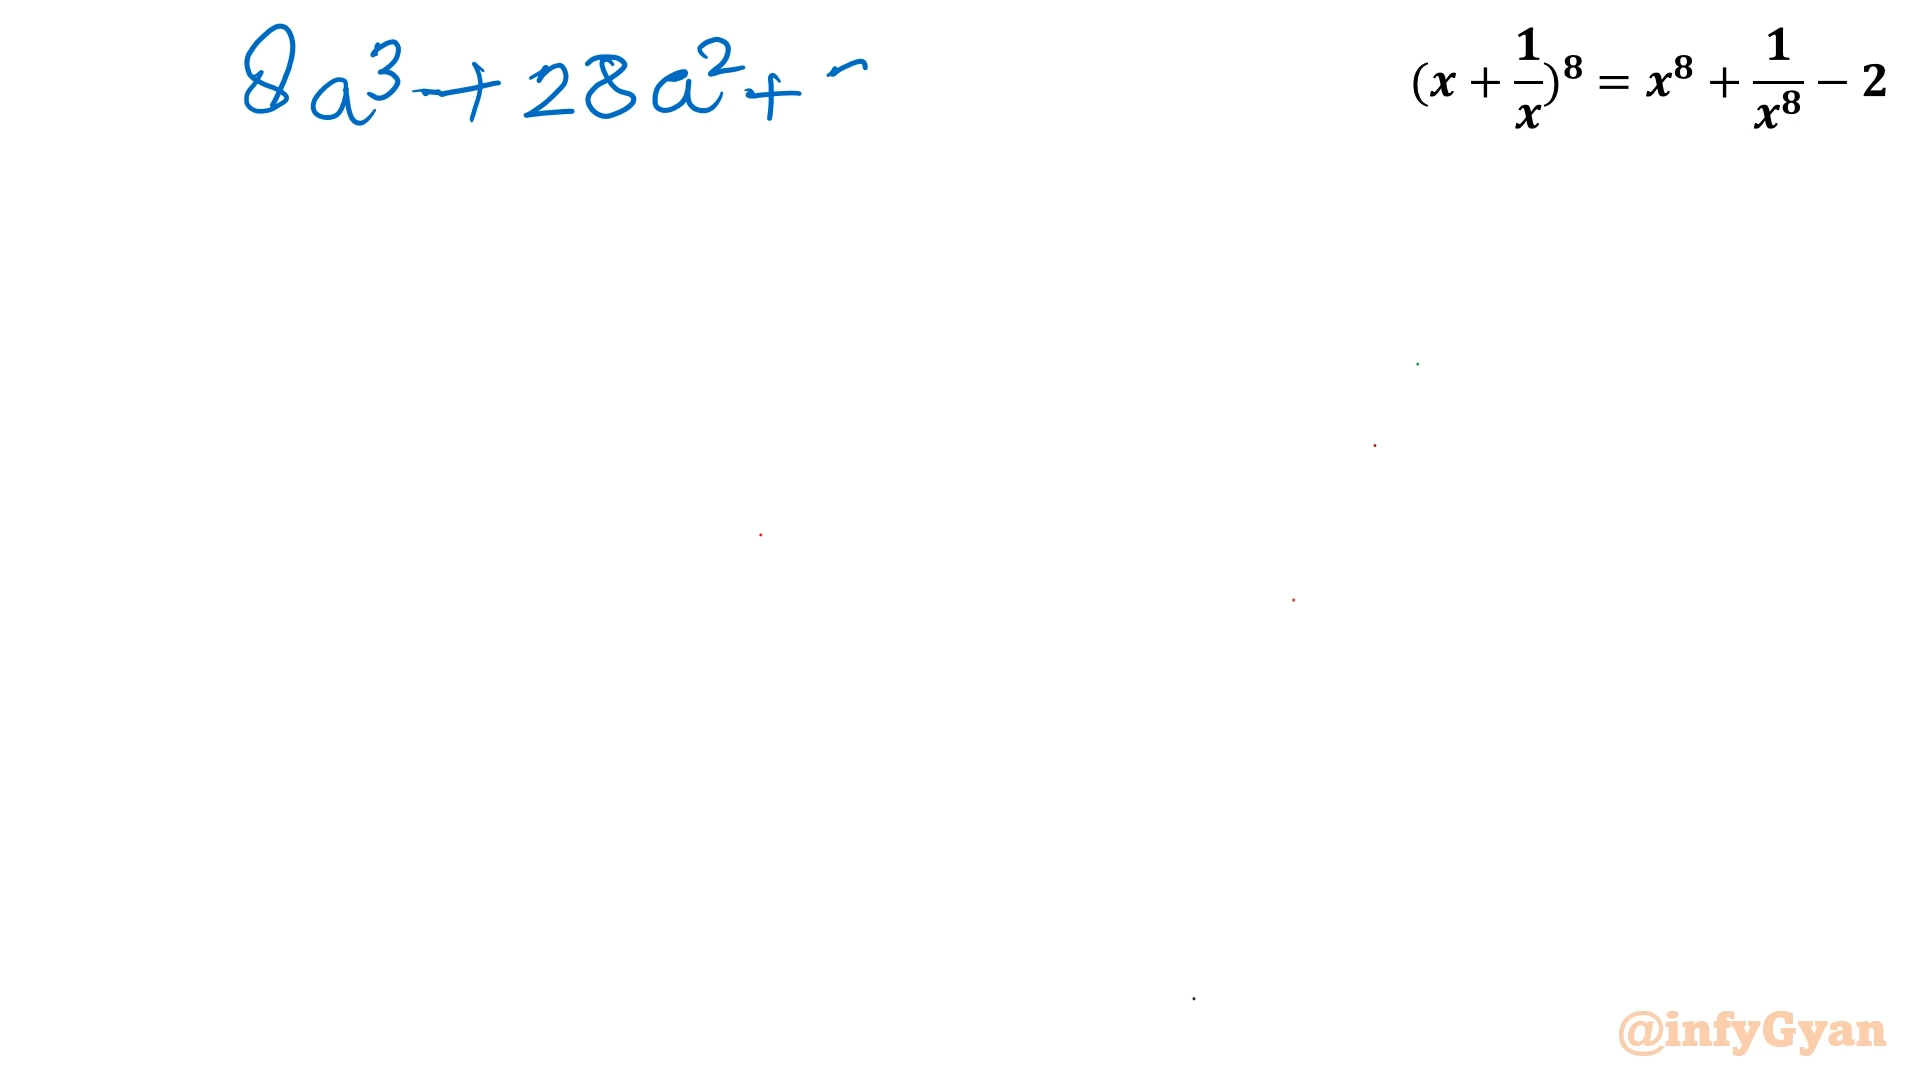 8a³ + 28a² +
(x + 1/x)⁸ = x⁸ + 1/x⁸ − 2
@infyGyan